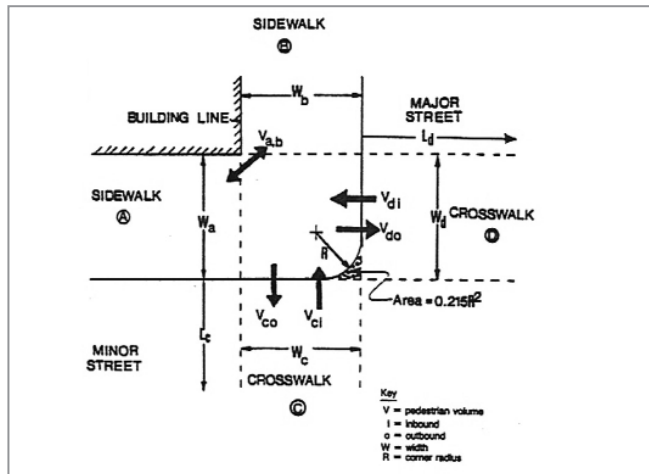 SIDEWALK
B
W_b
MAJOR
STREET
BUILDING LINE
V_a,b
L_d
SIDEWALK
A
W_a
V_di
W_d
CROSSWALK
D
V_do
R
Area = 0.215R²
V_co
V_ci
L_c
MINOR
STREET
W_c
CROSSWALK
C
Key
V = pedestrian volume
i = inbound
o = outbound
W = width
R = corner radius